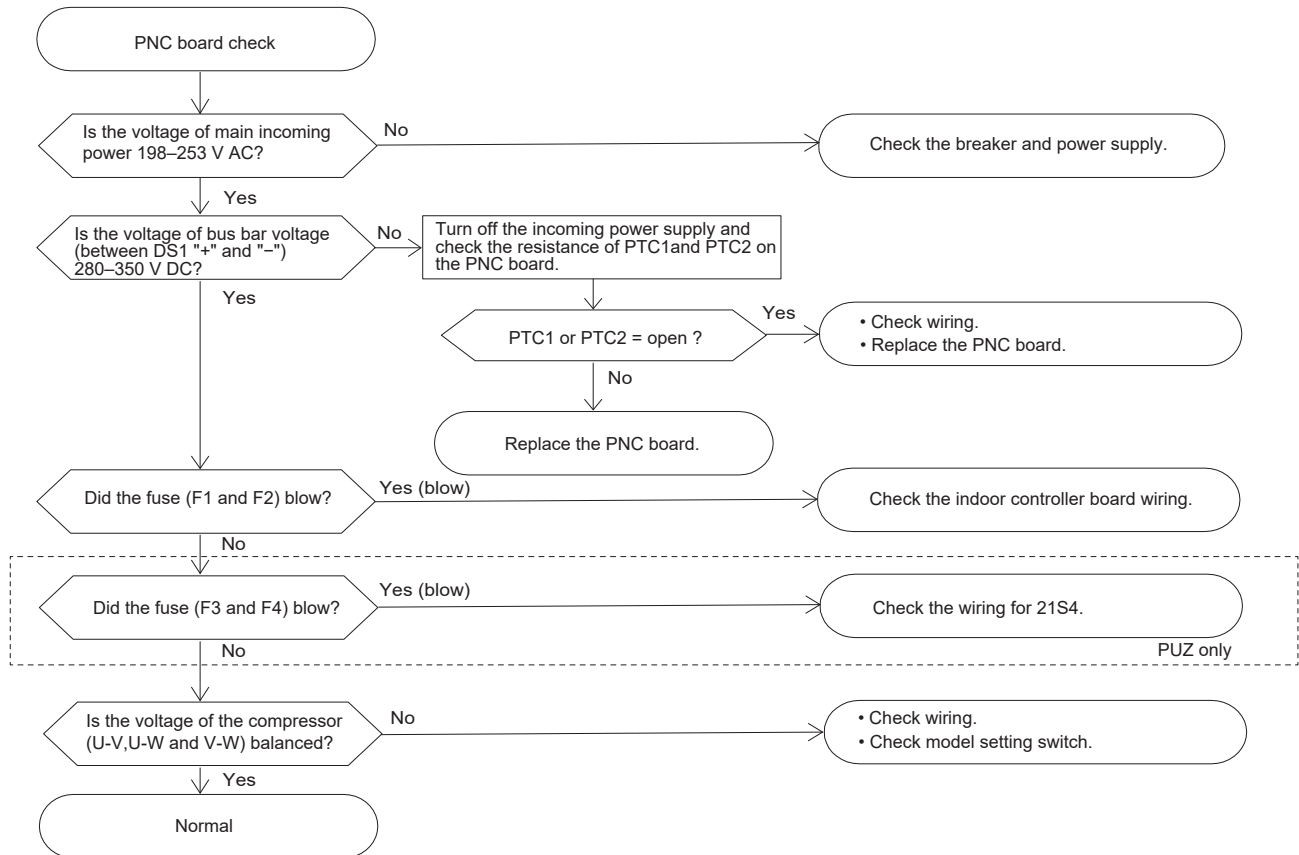 PNC board check
Is the voltage of main incoming
power 198–253 V AC?
No
Check the breaker and power supply.
Yes
Is the voltage of bus bar voltage
(between DS1 "+" and "−")
280–350 V DC?
No
Turn off the incoming power supply and
check the resistance of PTC1and PTC2 on
the PNC board.
Yes
PTC1 or PTC2 = open ?
Yes
• Check wiring.
• Replace the PNC board.
No
Replace the PNC board.
Did the fuse (F1 and F2) blow?
Yes (blow)
Check the indoor controller board wiring.
No
Did the fuse (F3 and F4) blow?
Yes (blow)
Check the wiring for 21S4.
No
PUZ only
Is the voltage of the compressor
(U-V,U-W and V-W) balanced?
No
• Check wiring.
• Check model setting switch.
Yes
Normal